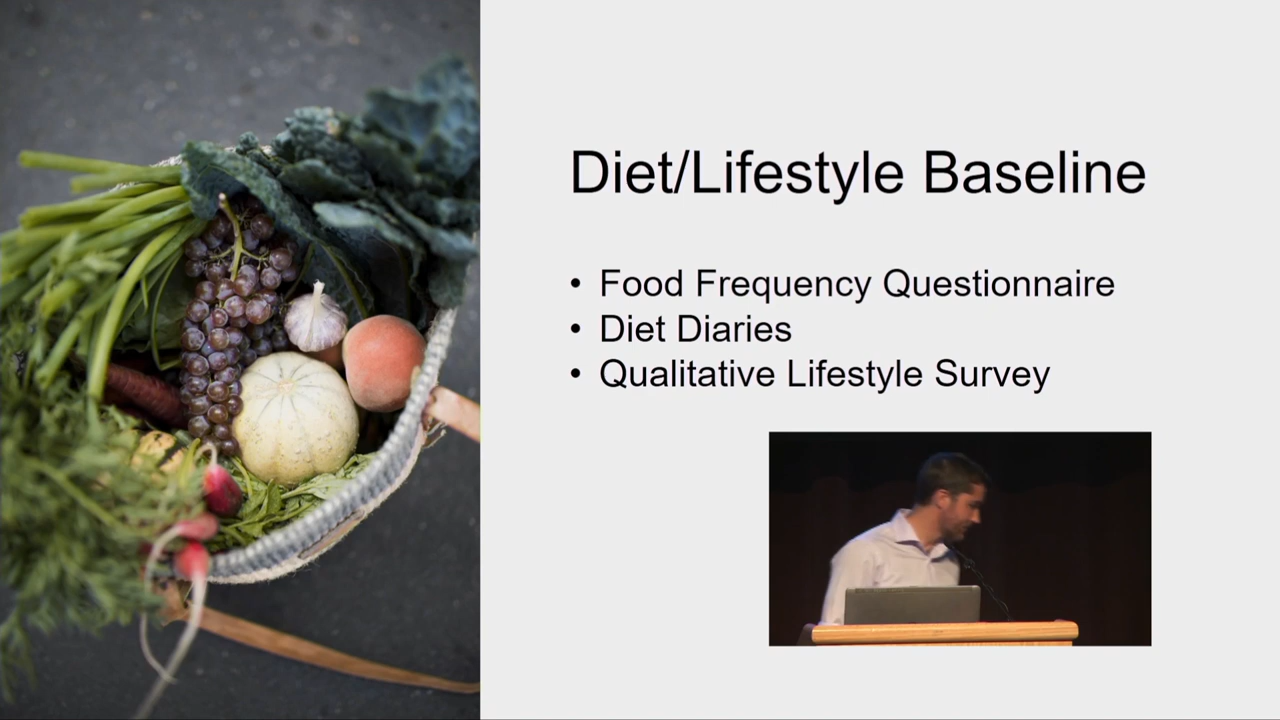 Diet/Lifestyle Baseline
• Food Frequency Questionnaire
• Diet Diaries
• Qualitative Lifestyle Survey